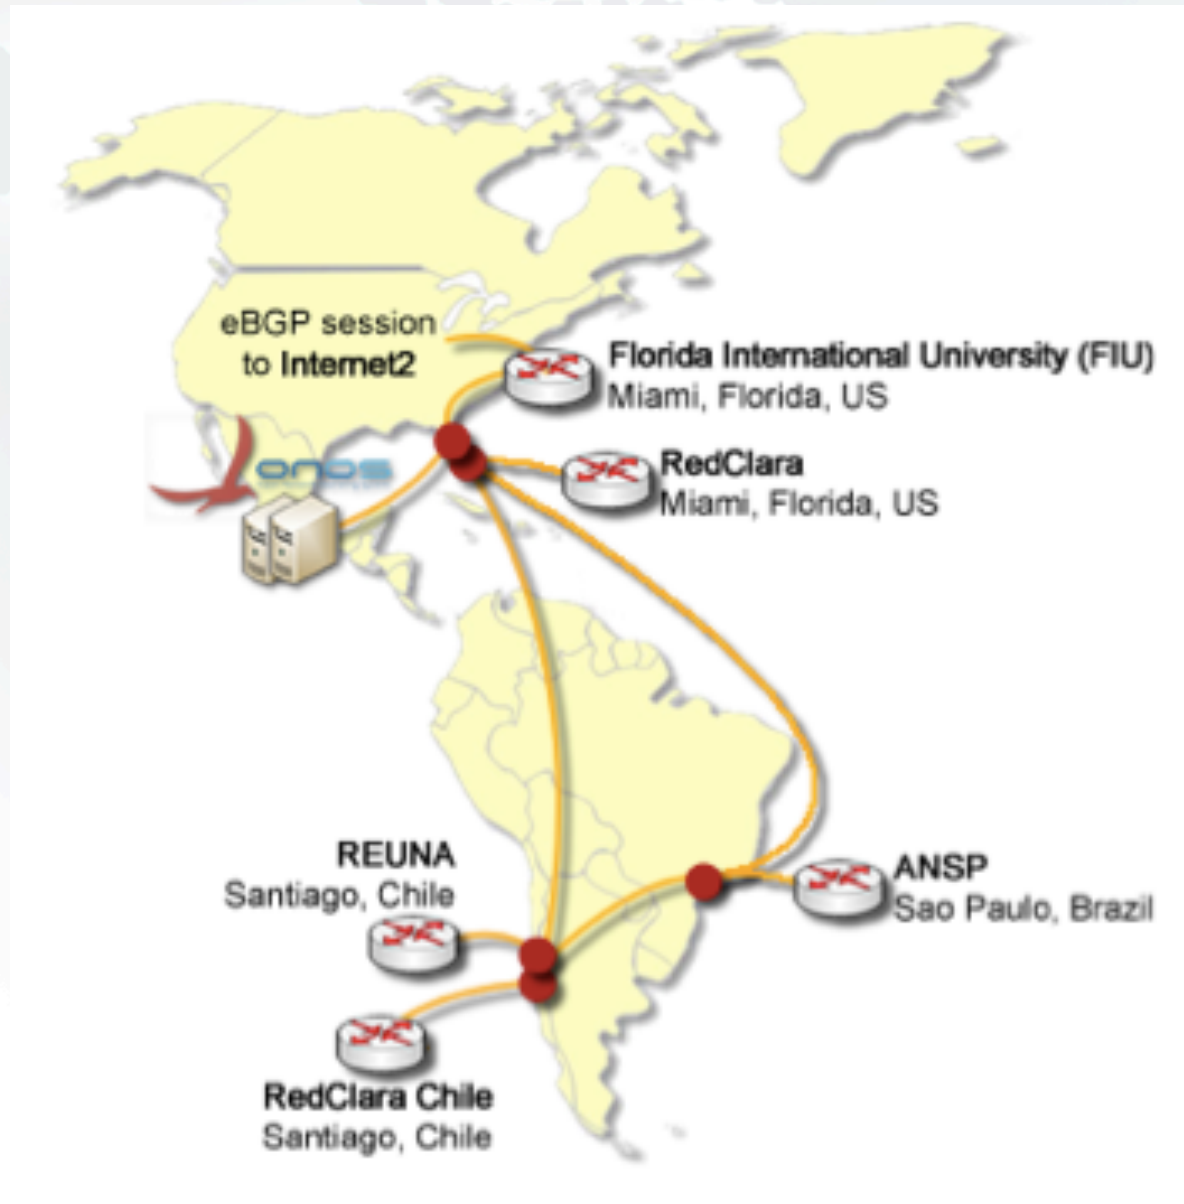 eBGP session
to Internet2
Florida International University (FIU)
Miami, Florida, US
onos
RedClara
Miami, Florida, US
REUNA
Santiago, Chile
ANSP
Sao Paulo, Brazil
RedClara Chile
Santiago, Chile